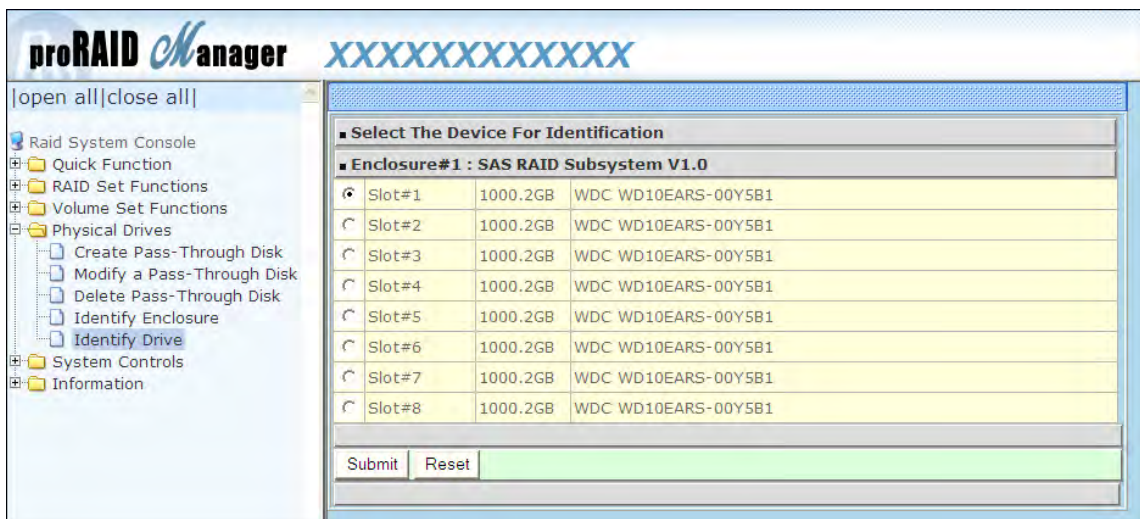 proRAID Manager XXXXXXXXXXXX
|open all|close all|
Raid System Console
Quick Function
RAID Set Functions
Volume Set Functions
Physical Drives
Create Pass-Through Disk
Modify a Pass-Through Disk
Delete Pass-Through Disk
Identify Enclosure
Identify Drive
System Controls
Information
Select The Device For Identification
Enclosure#1 : SAS RAID Subsystem V1.0
Slot#1 1000.2GB WDC WD10EARS-00Y5B1
Slot#2 1000.2GB WDC WD10EARS-00Y5B1
Slot#3 1000.2GB WDC WD10EARS-00Y5B1
Slot#4 1000.2GB WDC WD10EARS-00Y5B1
Slot#5 1000.2GB WDC WD10EARS-00Y5B1
Slot#6 1000.2GB WDC WD10EARS-00Y5B1
Slot#7 1000.2GB WDC WD10EARS-00Y5B1
Slot#8 1000.2GB WDC WD10EARS-00Y5B1
Submit Reset